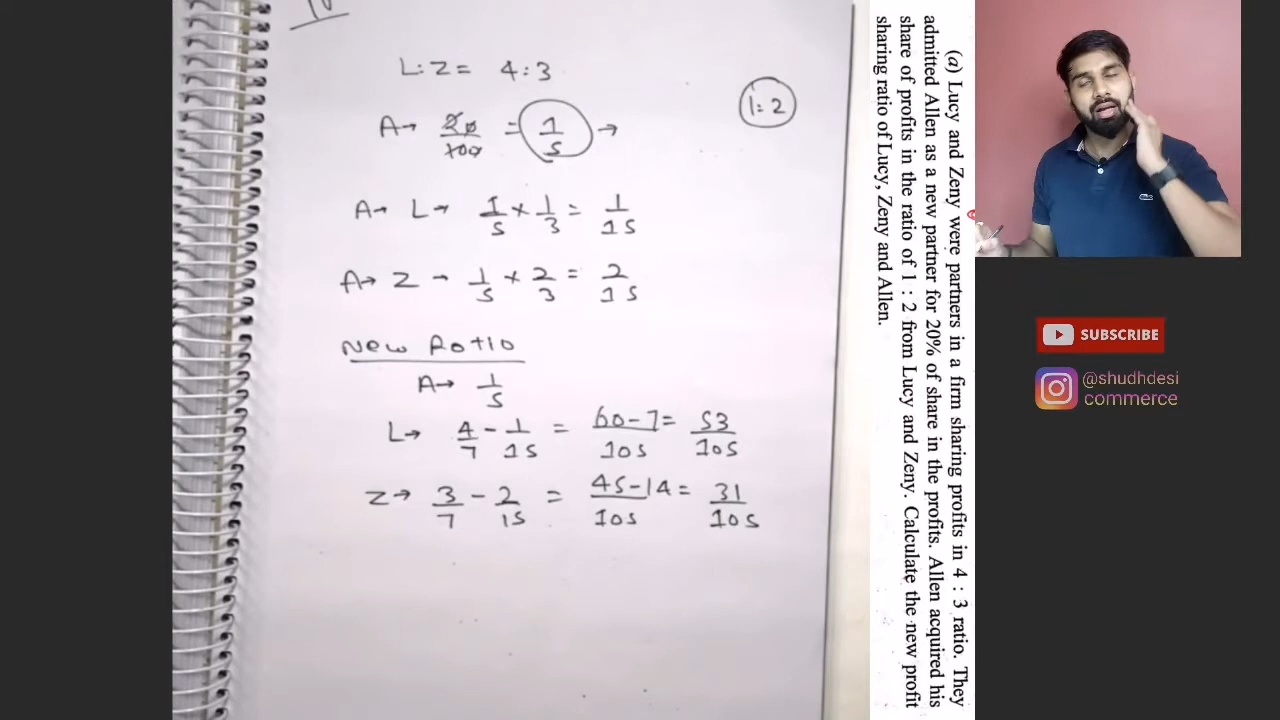 L:Z = 4:3
1:2
A→ 20/100 = 1/5 →
A→ L→ 1/5 × 1/3 = 1/15
A→ Z → 1/5 × 2/3 = 2/15
New Ratio
A→ 1/5
L→ 4/7 - 1/15 = 60-7/105 = 53/105
Z→ 3/7 - 2/15 = 45-14/105 = 31/105
(a) Lucy and Zeny were partners in a firm sharing profits in 4 : 3 ratio. They
admitted Allen as a new partner for 20% of share in the profits. Allen acquired his
share of profits in the ratio of 1 : 2 from Lucy and Zeny. Calculate the new profit
sharing ratio of Lucy, Zeny and Allen.
SUBSCRIBE
@shudhdesi
commerce